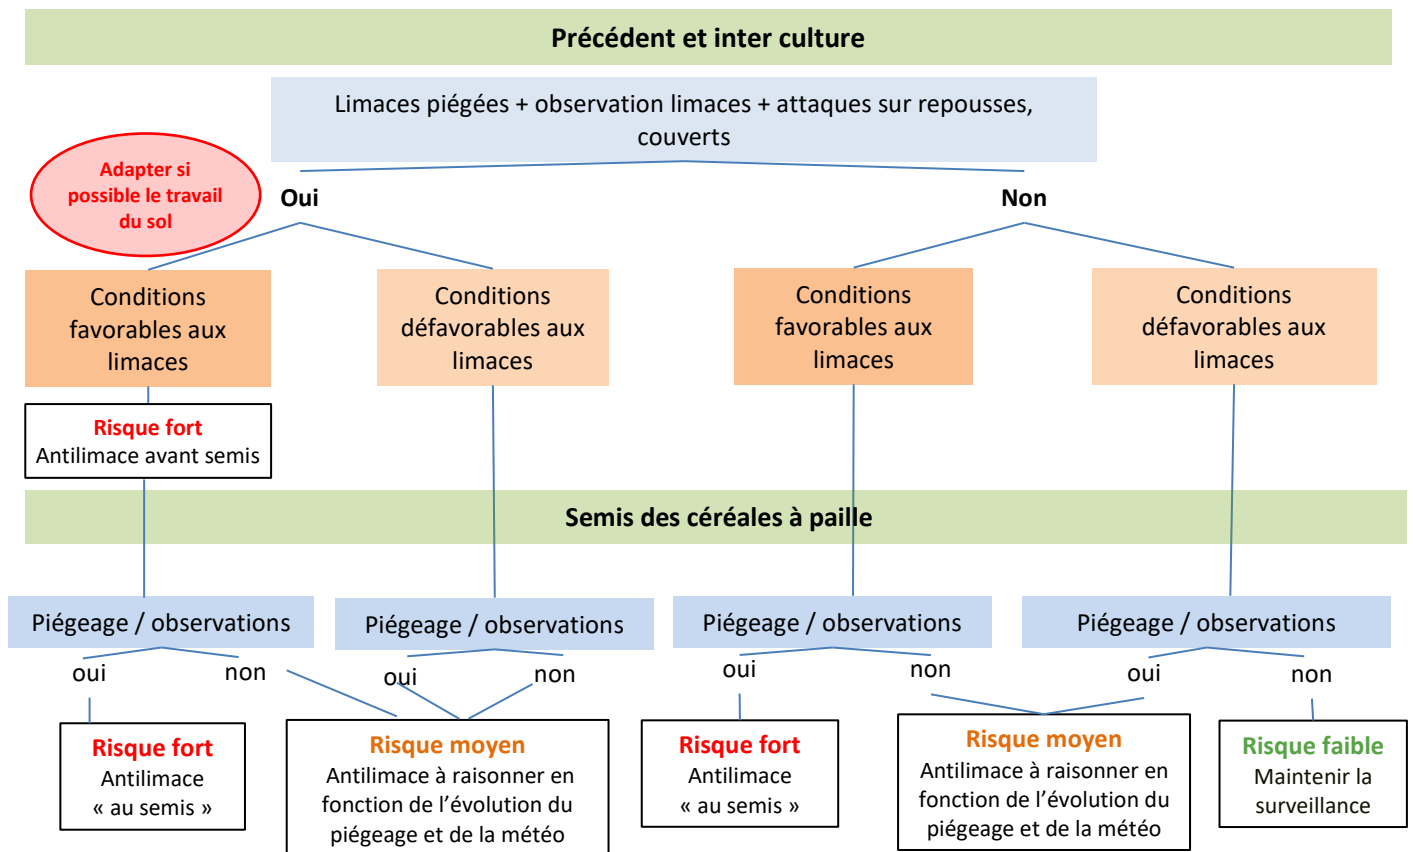 Précédent et inter culture
Limaces piégées + observation limaces + attaques sur repousses,
couverts
Adapter si
possible le travail
du sol
Oui
Non
Conditions
favorables aux
limaces
Conditions
défavorables aux
limaces
Conditions
favorables aux
limaces
Conditions
défavorables aux
limaces
Risque fort
Antilimace avant semis
Semis des céréales à paille
Piégeage / observations
Piégeage / observations
Piégeage / observations
Piégeage / observations
oui
non
oui
non
oui
non
oui
non
Risque fort
Antilimace
« au semis »
Risque moyen
Antilimace à raisonner en
fonction de l’évolution du
piégeage et de la météo
Risque fort
Antilimace
« au semis »
Risque moyen
Antilimace à raisonner en
fonction de l’évolution du
piégeage et de la météo
Risque faible
Maintenir la
surveillance